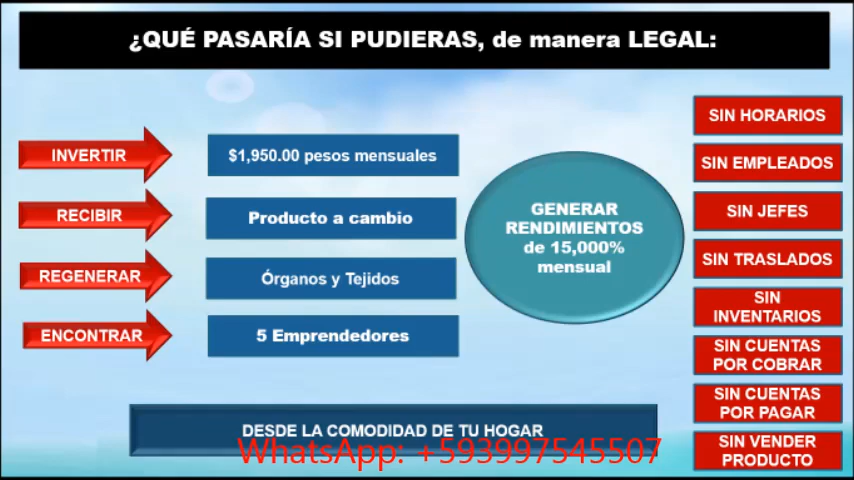 ¿QUÉ PASARÍA SI PUDIERAS, de manera LEGAL:
INVERTIR
$1,950.00 pesos mensuales
RECIBIR
Producto a cambio
REGENERAR
Órganos y Tejidos
ENCONTRAR
5 Emprendedores
GENERAR
RENDIMIENTOS
de 15,000%
mensual
SIN HORARIOS
SIN EMPLEADOS
SIN JEFES
SIN TRASLADOS
SIN
INVENTARIOS
SIN CUENTAS
POR COBRAR
SIN CUENTAS
POR PAGAR
SIN VENDER
PRODUCTO
DESDE LA COMODIDAD DE TU HOGAR
WhatsApp: +593997545507